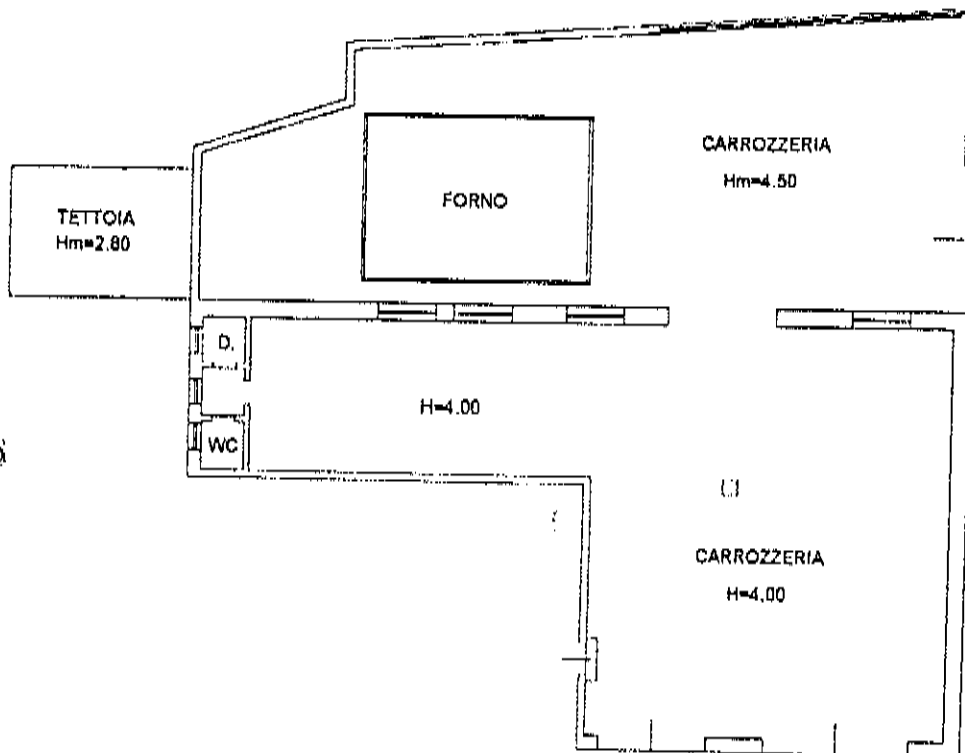 CARROZZERIA
Hm=4.50
FORNO
TETTOIA
Hm=2.80
D.
H=4.00
WC
CARROZZERIA
H=4.00